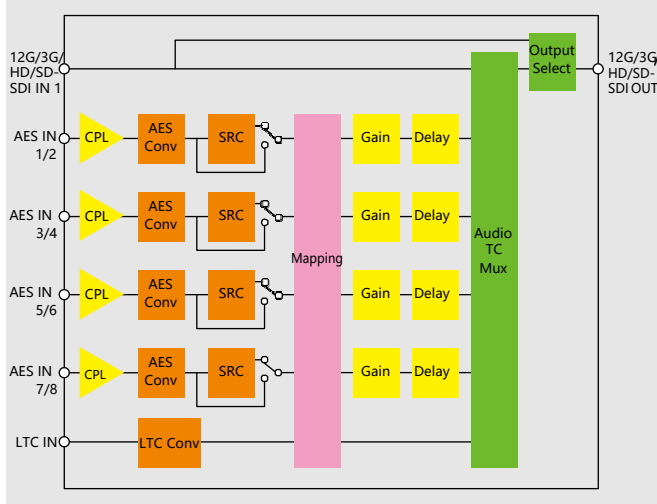 12G/3G/
HD/SD-
SDI IN 1
Output
Select
12G/3G/
HD/SD-
SDI OUT
AES IN
1/2
CPL
AES
Conv
SRC
Gain
Delay
AES IN
3/4
CPL
AES
Conv
SRC
Gain
Delay
Mapping
Audio
TC
Mux
AES IN
5/6
CPL
AES
Conv
SRC
Gain
Delay
AES IN
7/8
CPL
AES
Conv
SRC
Gain
Delay
LTC IN
LTC Conv